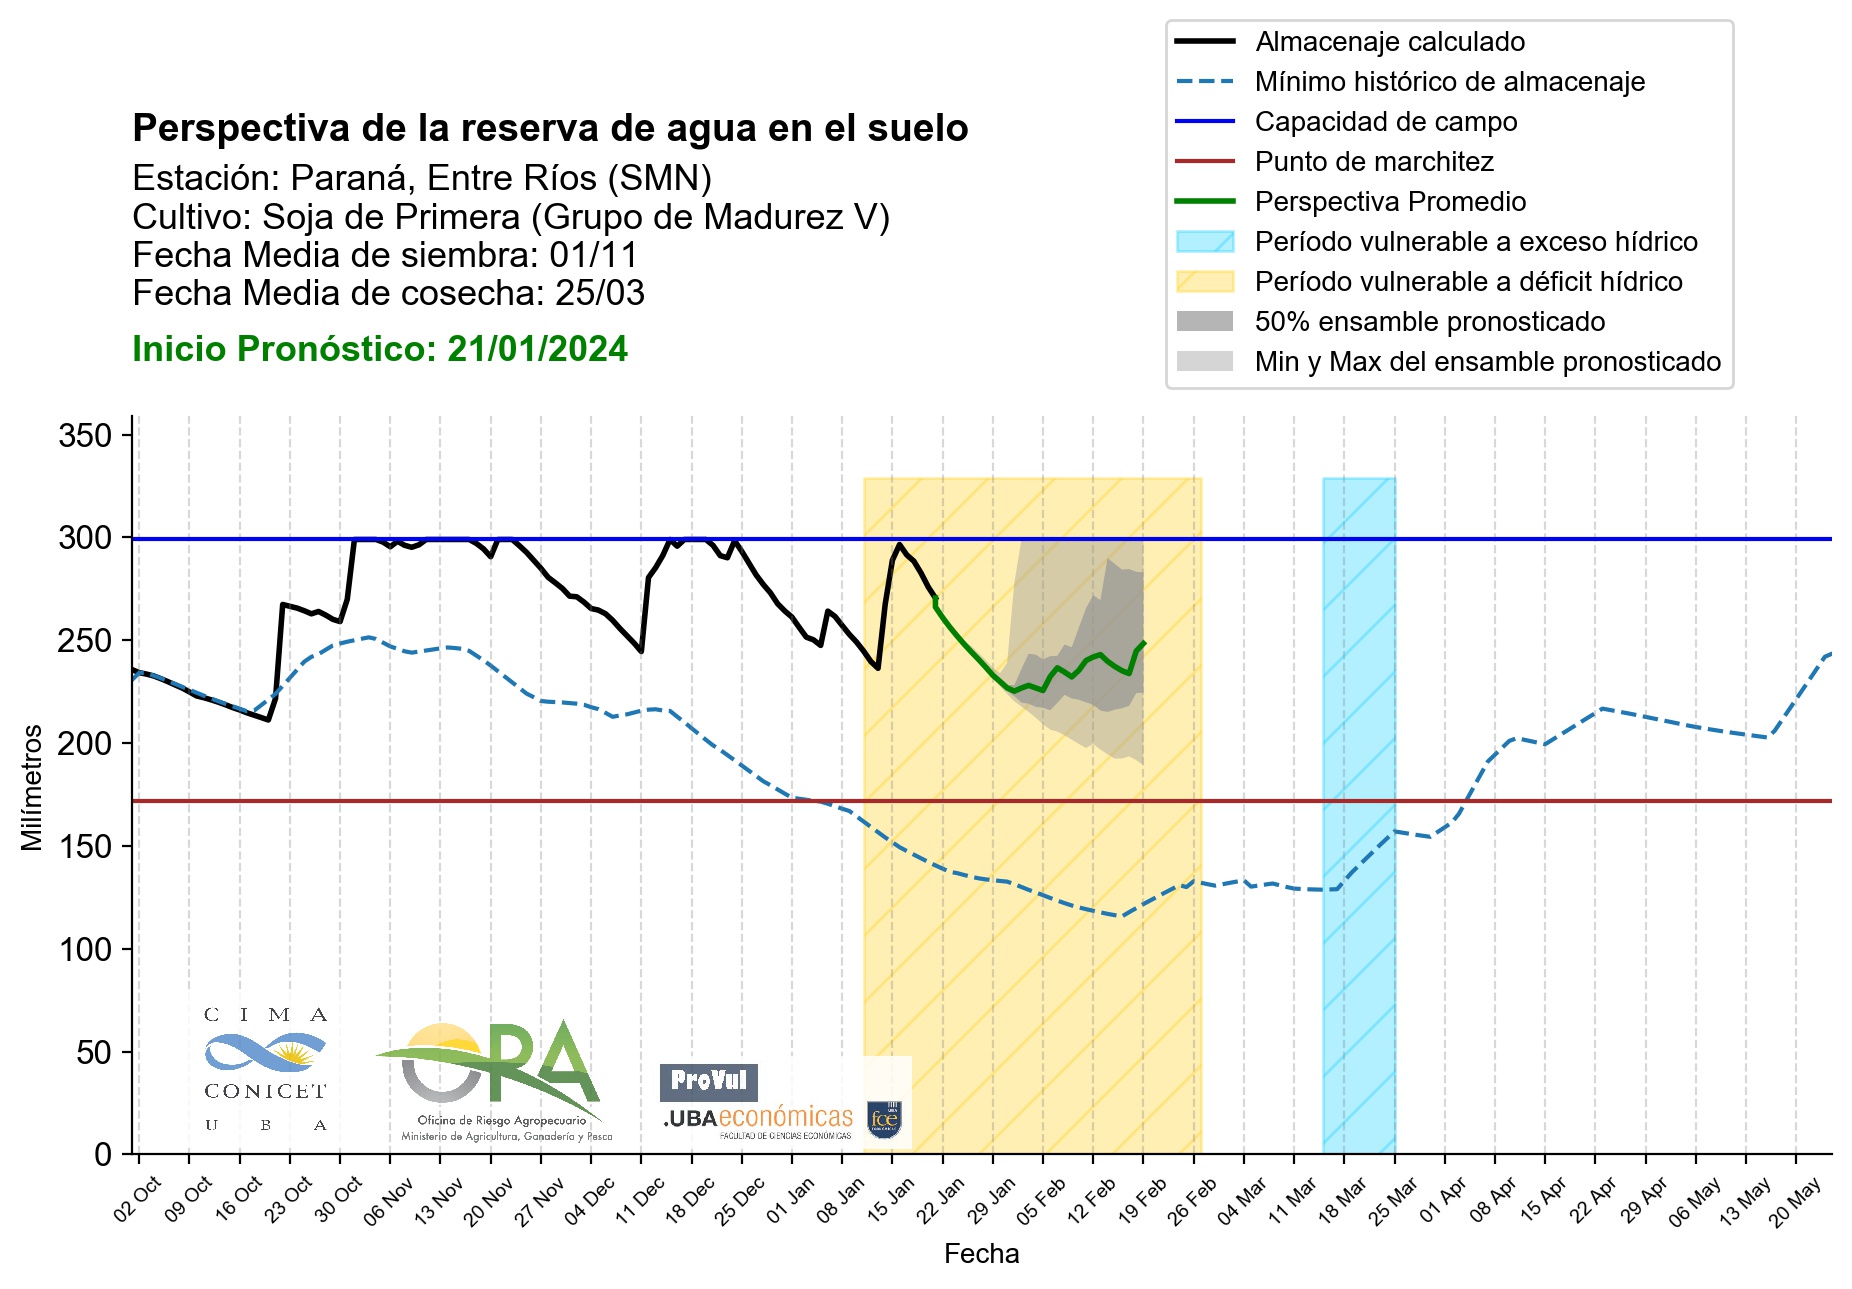 Almacenaje calculado
Mínimo histórico de almacenaje
Capacidad de campo
Punto de marchitez
Perspectiva Promedio
Período vulnerable a exceso hídrico
Período vulnerable a déficit hídrico
50% ensamble pronosticado
Min y Max del ensamble pronosticado
Perspectiva de la reserva de agua en el suelo
Estación: Paraná, Entre Ríos (SMN)
Cultivo: Soja de Primera (Grupo de Madurez V)
Fecha Media de siembra: 01/11
Fecha Media de cosecha: 25/03
Inicio Pronóstico: 21/01/2024
350
300
250
200
150
100
50
0
Milímetros
CIMA
CONICET
UBA
ORA
Oficina de Riesgo Agropecuario
Ministerio de Agricultura, Ganadería y Pesca
ProVul
.UBAeconómicas
FACULTAD DE CIENCIAS ECONÓMICAS
UBA
fce
ECONÓMICAS
02 Oct
09 Oct
16 Oct
23 Oct
30 Oct
06 Nov
13 Nov
20 Nov
27 Nov
04 Dec
11 Dec
18 Dec
25 Dec
01 Jan
08 Jan
15 Jan
22 Jan
29 Jan
05 Feb
12 Feb
19 Feb
26 Feb
04 Mar
11 Mar
18 Mar
25 Mar
01 Apr
08 Apr
15 Apr
22 Apr
29 Apr
06 May
13 May
20 May
Fecha